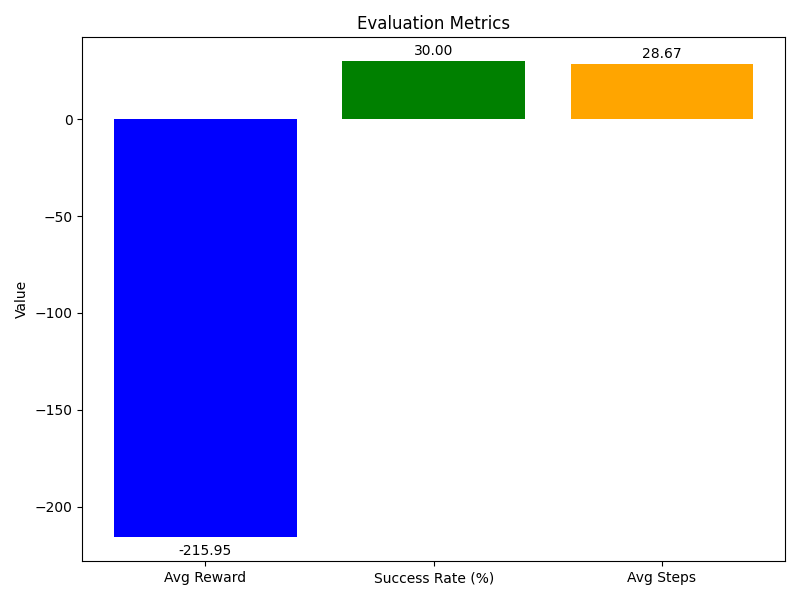 Evaluation Metrics
30.00
28.67
0
−50
−100
−150
−200
Value
-215.95
Avg Reward
Success Rate (%)
Avg Steps